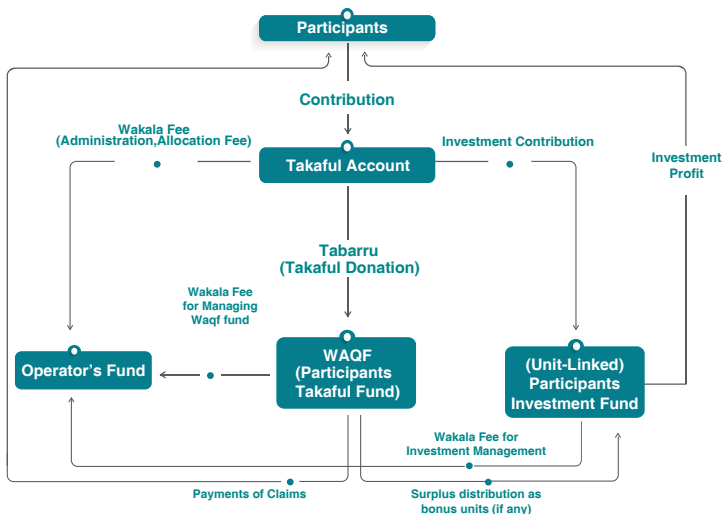 Participants
Contribution
Wakala Fee
(Administration,Allocation Fee)
Investment Contribution
Takaful Account
Investment
Profit
Tabarru
(Takaful Donation)
Wakala Fee
for Managing
Waqf fund
Operator's Fund
WAQF
(Participants
Takaful Fund)
(Unit-Linked)
Participants
Investment Fund
Wakala Fee for
Investment Management
Payments of Claims
Surplus distribution as
bonus units (if any)